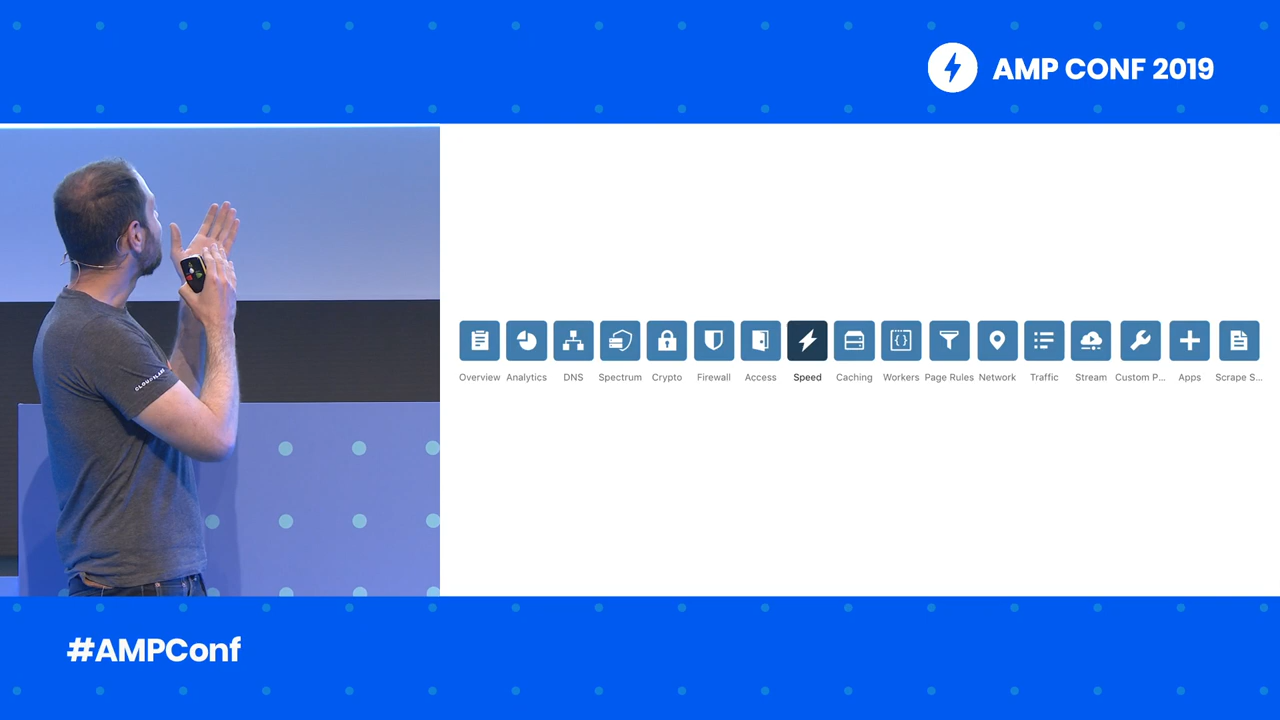 AMP CONF 2019
Overview Analytics DNS Spectrum Crypto Firewall Access Speed Caching Workers Page Rules Network Traffic Stream Custom P... Apps Scrape S...
#AMPConf